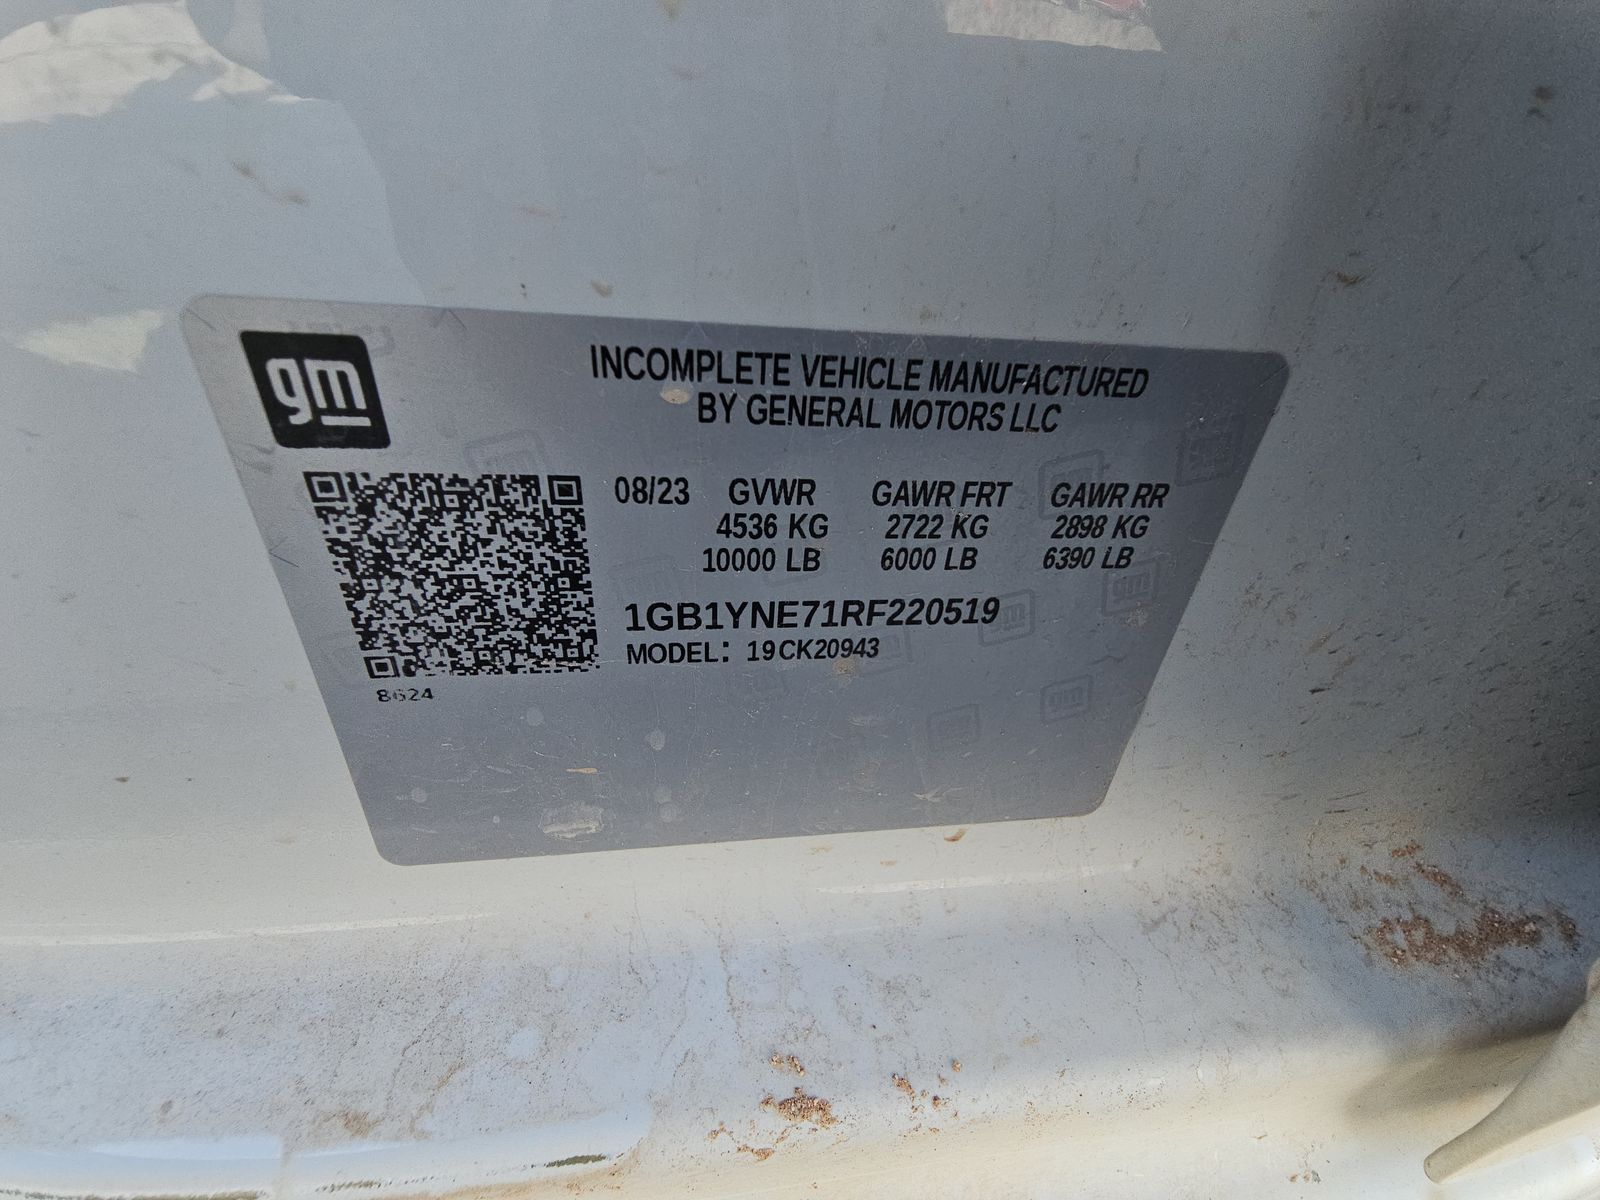 gm
INCOMPLETE VEHICLE MANUFACTURED
BY GENERAL MOTORS LLC
08/23 GVWR GAWR FRT GAWR RR
4536 KG 2722 KG 2898 KG
10000 LB 6000 LB 6390 LB
1GB1YNE71RF220519
MODEL: 19CK20943
8624